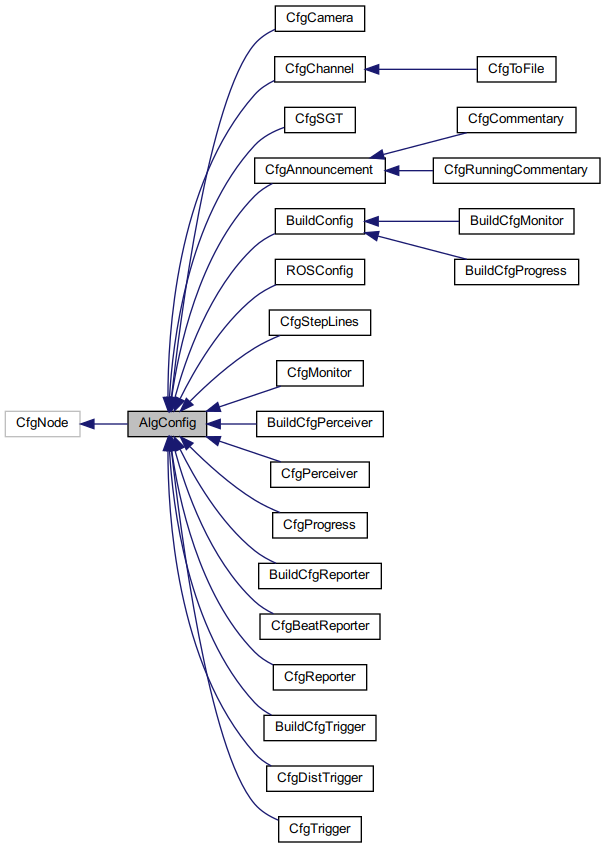 CfgCamera
CfgChannel
CfgToFile
CfgSGT
CfgCommentary
CfgAnnouncement
CfgRunningCommentary
BuildConfig
BuildCfgMonitor
BuildCfgProgress
ROSConfig
CfgStepLines
CfgMonitor
CfgNode
AlgConfig
BuildCfgPerceiver
CfgPerceiver
CfgProgress
BuildCfgReporter
CfgBeatReporter
CfgReporter
BuildCfgTrigger
CfgDistTrigger
CfgTrigger